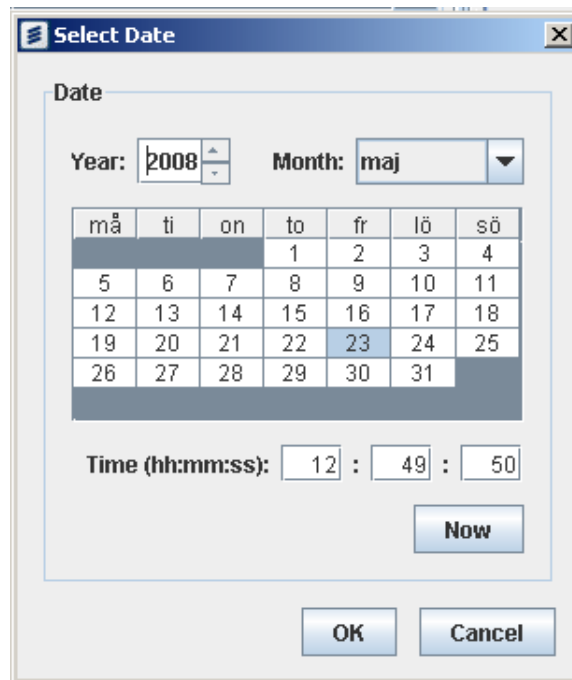 Select Date
Date
Year: 2008 Month: maj
må ti on to fr lö sö
1 2 3 4
5 6 7 8 9 10 11
12 13 14 15 16 17 18
19 20 21 22 23 24 25
26 27 28 29 30 31
Time (hh:mm:ss): 12 : 49 : 50
Now
OK Cancel